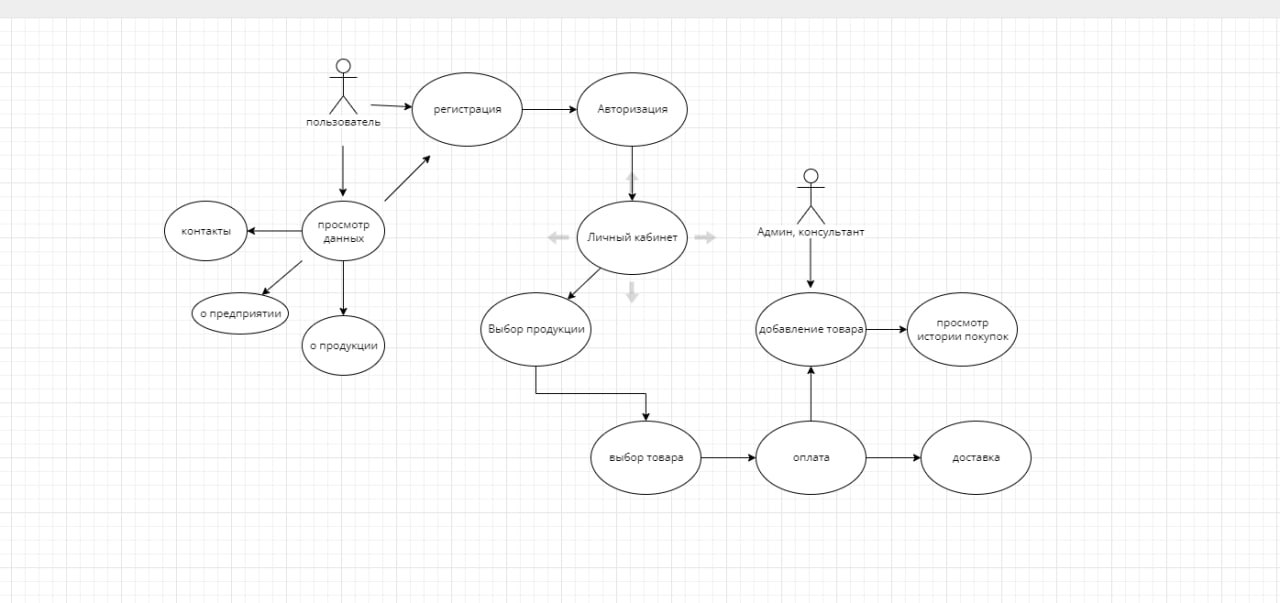 регистрация
Авторизация
пользователь
просмотр
данных
контакты
Личный кабинет
Админ, консультант
о предприятии
Выбор продукции
добавление товара
просмотр
истории покупок
о продукции
выбор товара
оплата
доставка